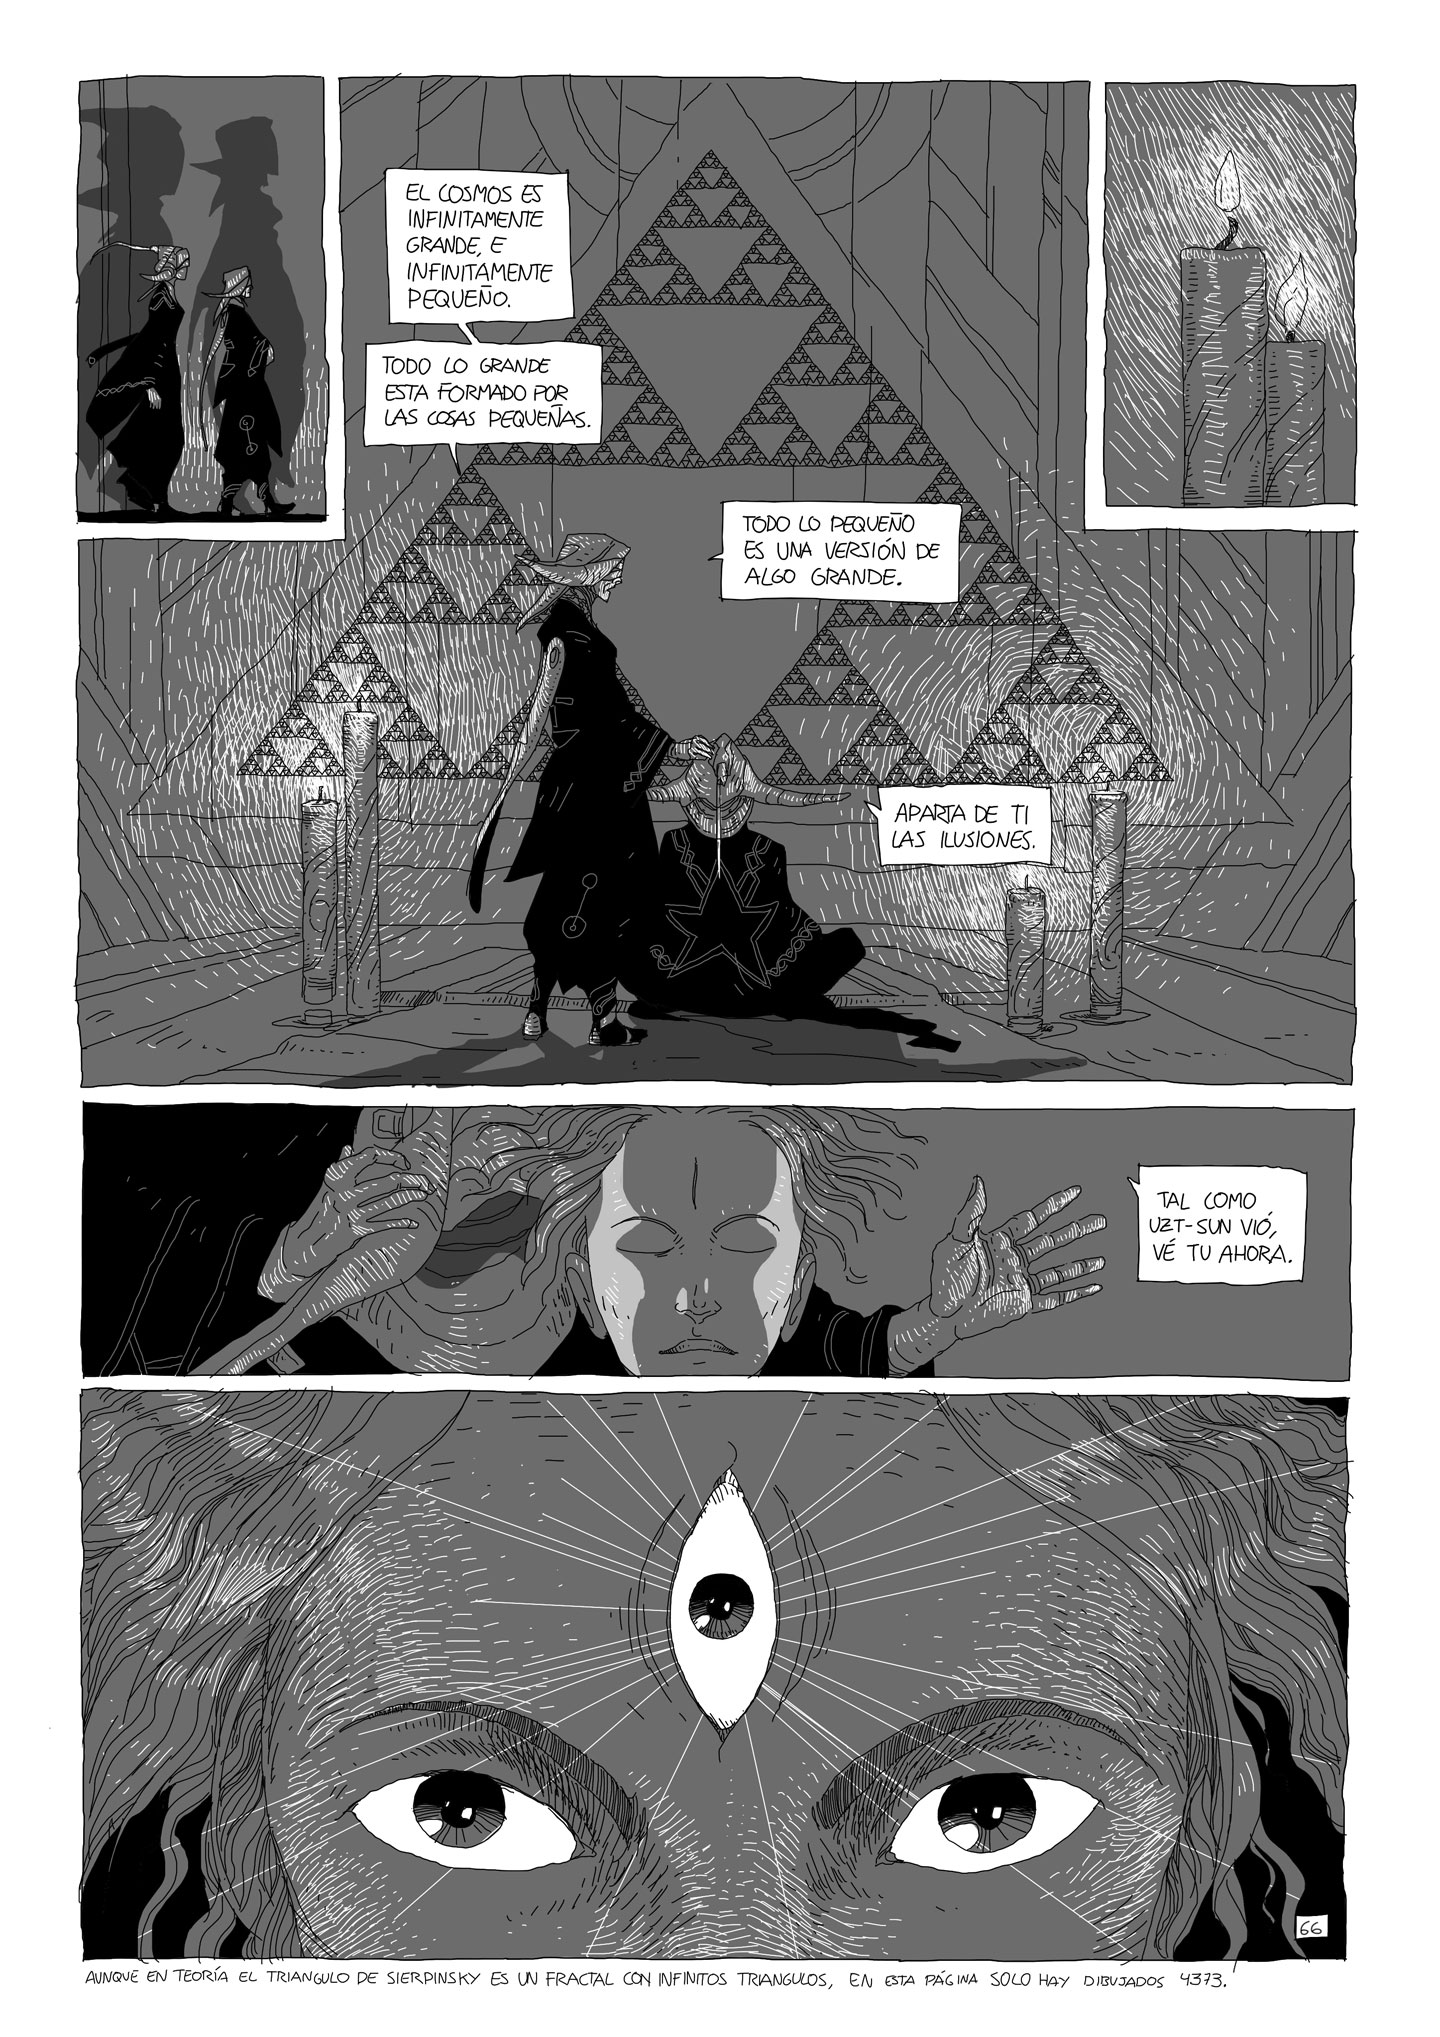 EL COSMOS ES
INFINITAMENTE
GRANDE, E
INFINITAMENTE
PEQUEÑO.
TODO LO GRANDE
ESTA FORMADO POR
LAS COSAS PEQUEÑAS.
TODO LO PEQUEÑO
ES UNA VERSIÓN DE
ALGO GRANDE.
APARTA DE TI
LAS ILUSIONES.
TAL COMO
UZT-SUN VIÓ,
VÉ TU AHORA.
66
AUNQUE EN TEORÍA EL TRIANGULO DE SIERPINSKY ES UN FRACTAL CON INFINITOS TRIANGULOS, EN ESTA PÁGINA SOLO HAY DIBUJADOS 4373.